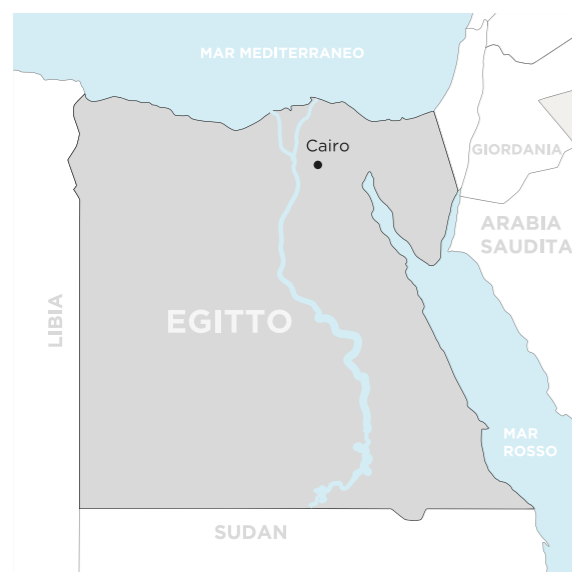 MAR MEDITERRANEO
Cairo
GIORDANIA
ARABIA
SAUDITA
LIBIA
EGITTO
MAR
ROSSO
SUDAN